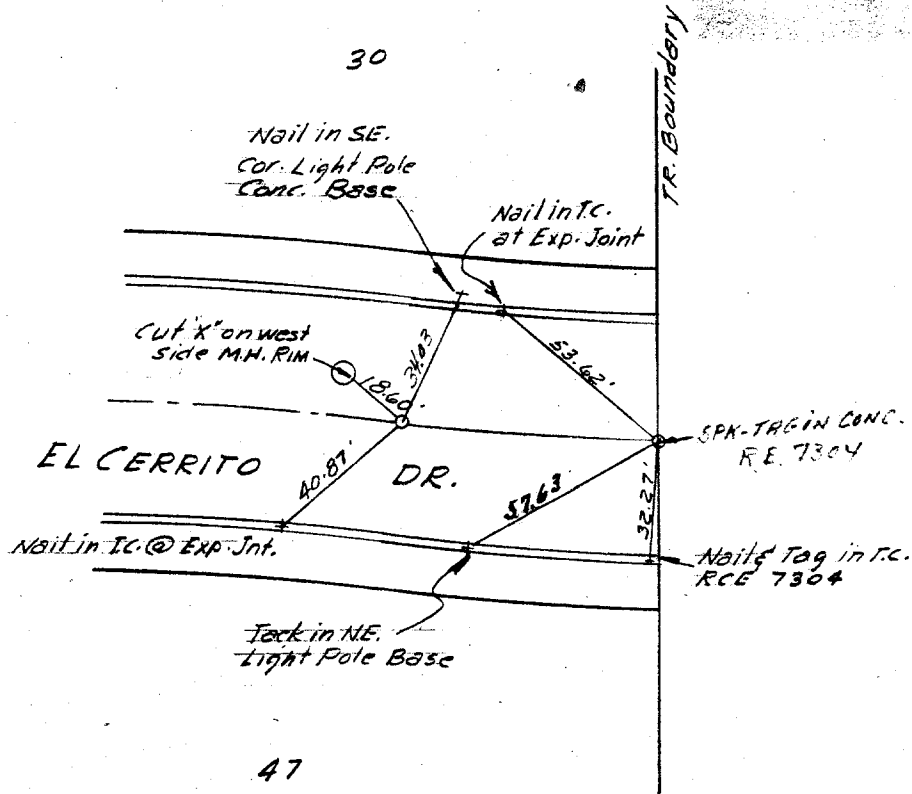 30
TR. Boundary
Nail in S.E.
Cor. Light Pole
Conc. Base
Nail in T.C.
at Exp. Joint
Cut "X" on west
side M.H. RIM
34.03
18.60'
53.62'
SPK-TAG IN CONC.
R.E. 7304
EL CERRITO DR.
40.87'
57.63
32.27'
Nail in T.C. @ Exp. Jnt.
Nail & Tag in T.C.
RCE 7304
Tack in N.E.
Light Pole Base
47